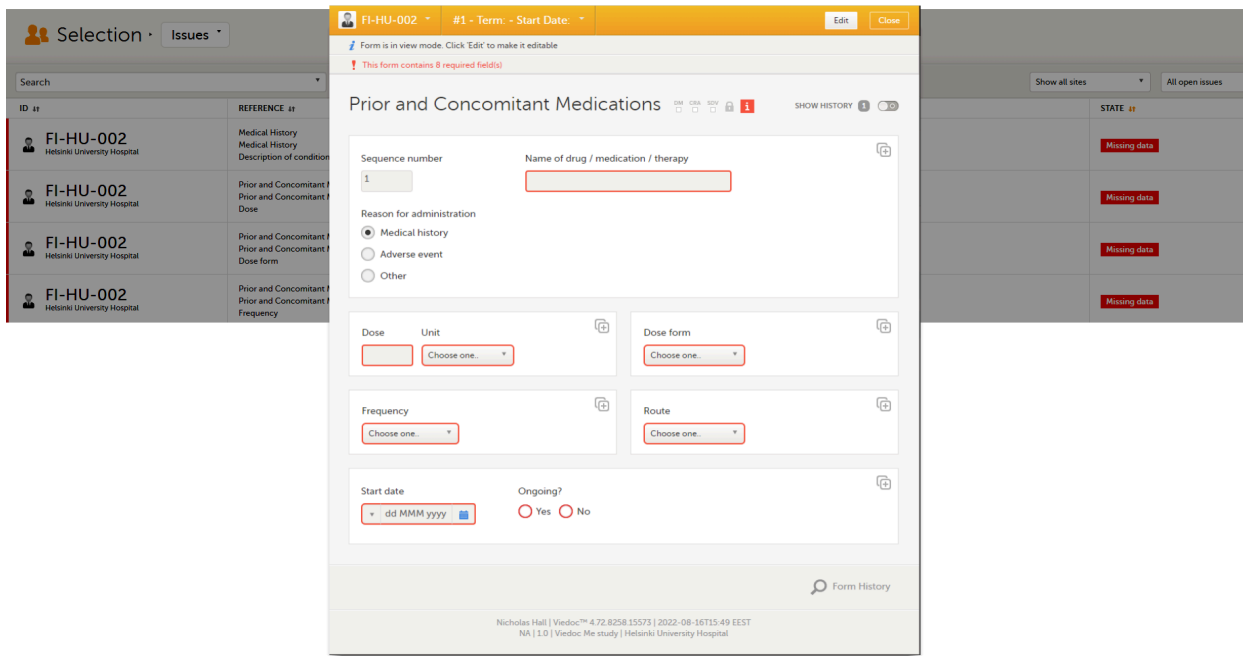 Selection · Issues
FI-HU-002 #1 - Term: - Start Date: Edit Close
i Form is in view mode. Click 'Edit' to make it editable
! This form contains 8 required field(s)
Search Show all sites All open issues
ID REFERENCE STATE
Prior and Concomitant Medications DM CRA SDV i SHOW HISTORY 1
FI-HU-002
Helsinki University Hospital
Medical History
Medical History
Description of condition
Missing data
FI-HU-002
Helsinki University Hospital
Prior and Concomitant
Prior and Concomitant
Dose
Missing data
FI-HU-002
Helsinki University Hospital
Prior and Concomitant
Prior and Concomitant
Dose form
Missing data
FI-HU-002
Helsinki University Hospital
Prior and Concomitant
Prior and Concomitant
Frequency
Missing data
Sequence number Name of drug / medication / therapy
1
Reason for administration
Medical history
Adverse event
Other
Dose Unit Dose form
Choose one.. Choose one..
Frequency Route
Choose one.. Choose one..
Start date Ongoing?
dd MMM yyyy Yes No
Form History
Nicholas Hall | Viedoc™ 4.72.8258.15573 | 2022-08-16T15:49 EEST
NA | 1.0 | Viedoc Me study | Helsinki University Hospital